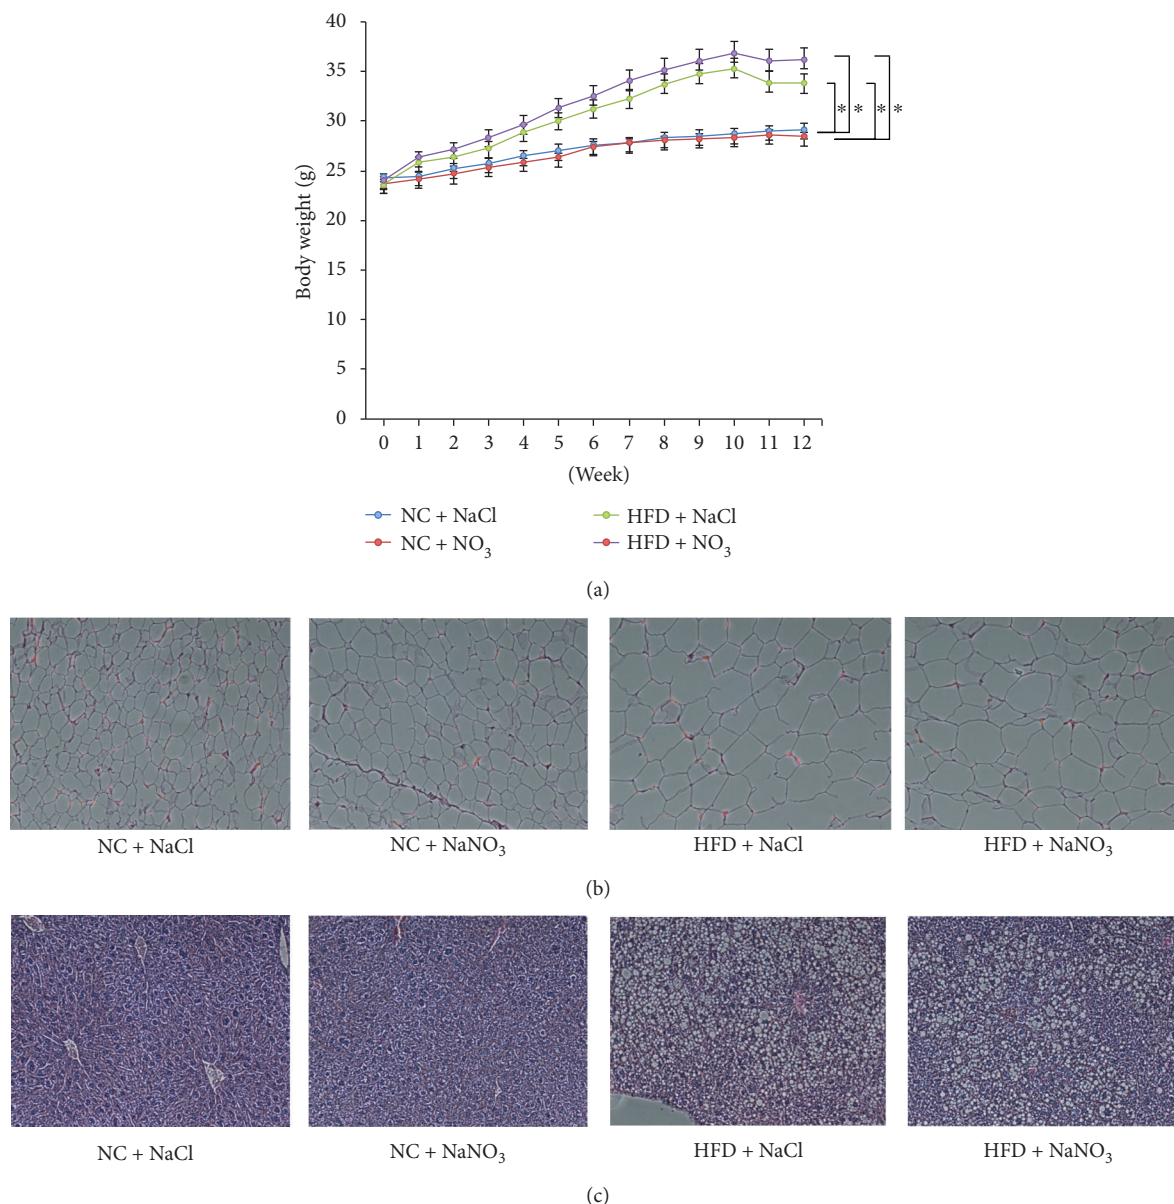 40
35
30
25
20
15
10
5
0
Body weight (g)
0 1 2 3 4 5 6 7 8 9 10 11 12
(Week)
* * * *
NC + NaCl HFD + NaCl
NC + NO3 HFD + NO3
(a)
NC + NaCl NC + NaNO3 HFD + NaCl HFD + NaNO3
(b)
NC + NaCl NC + NaNO3 HFD + NaCl HFD + NaNO3
(c)